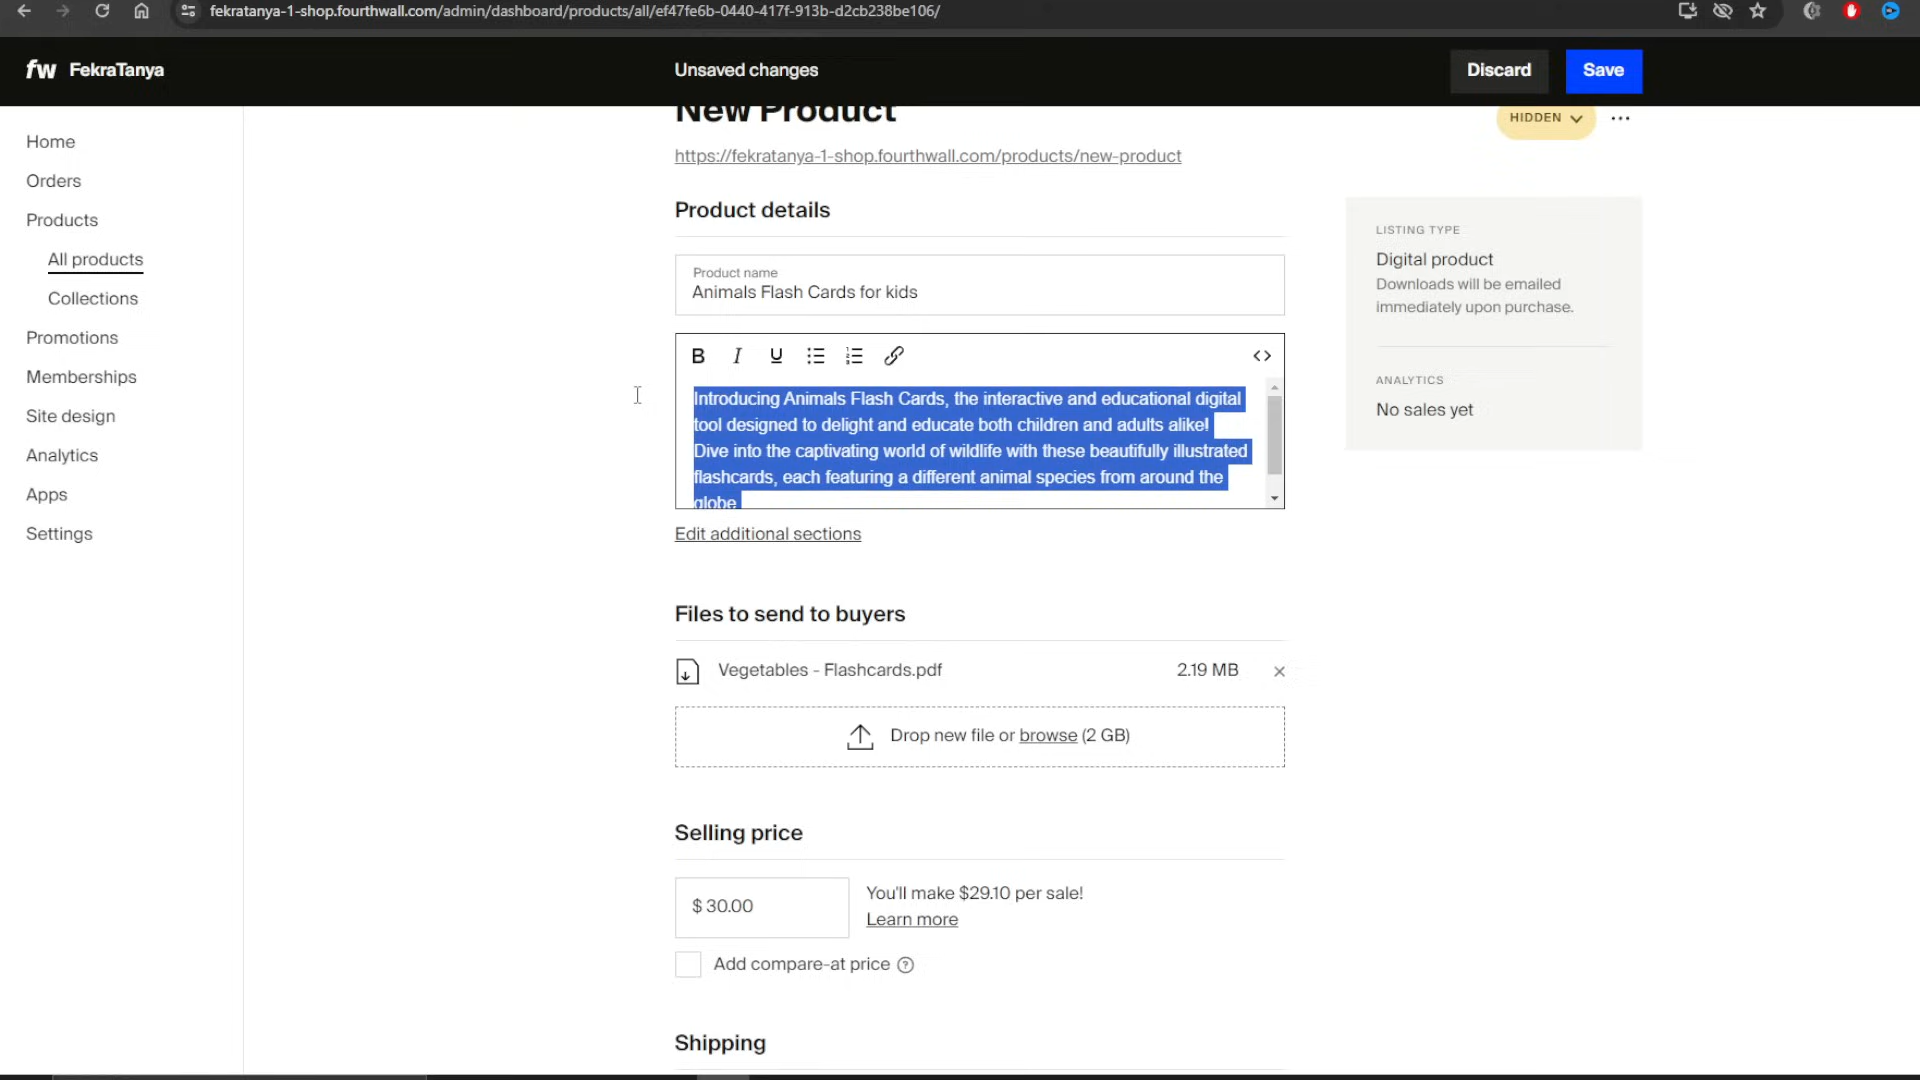 fekratanya-1-shop.fourthwall.com/admin/dashboard/products/all/ef47fe6b-0440-417f-913b-d2cb238be106/
fw FekraTanya
Unsaved changes
Discard
Save
New Product
HIDDEN
https://fekratanya-1-shop.fourthwall.com/products/new-product
Home
Orders
Products
All products
Collections
Promotions
Memberships
Site design
Analytics
Apps
Settings
Product details
Product name
Animals Flash Cards for kids
B I U
<>
Introducing Animals Flash Cards, the interactive and educational digital
tool designed to delight and educate both children and adults alike!
Dive into the captivating world of wildlife with these beautifully illustrated
flashcards, each featuring a different animal species from around the
globe.
Edit additional sections
LISTING TYPE
Digital product
Downloads will be emailed
immediately upon purchase.
ANALYTICS
No sales yet
Files to send to buyers
Vegetables - Flashcards.pdf 2.19 MB
Drop new file or browse (2 GB)
Selling price
$ 30.00
You'll make $29.10 per sale!
Learn more
Add compare-at price ?
Shipping